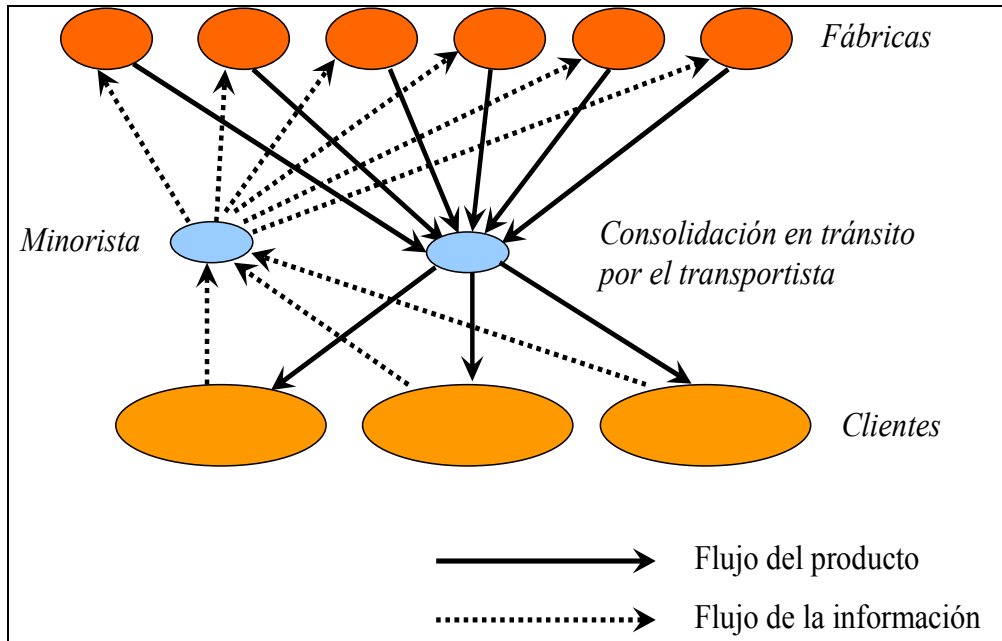 Fábricas
Minorista
Consolidación en tránsito
por el transportista
Clientes
Flujo del producto
Flujo de la información